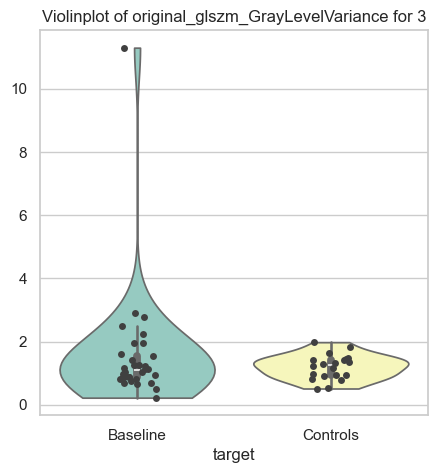 Violinplot of original_glszm_GrayLevelVariance for 3
10
8
6
4
2
0
Baseline
Controls
target